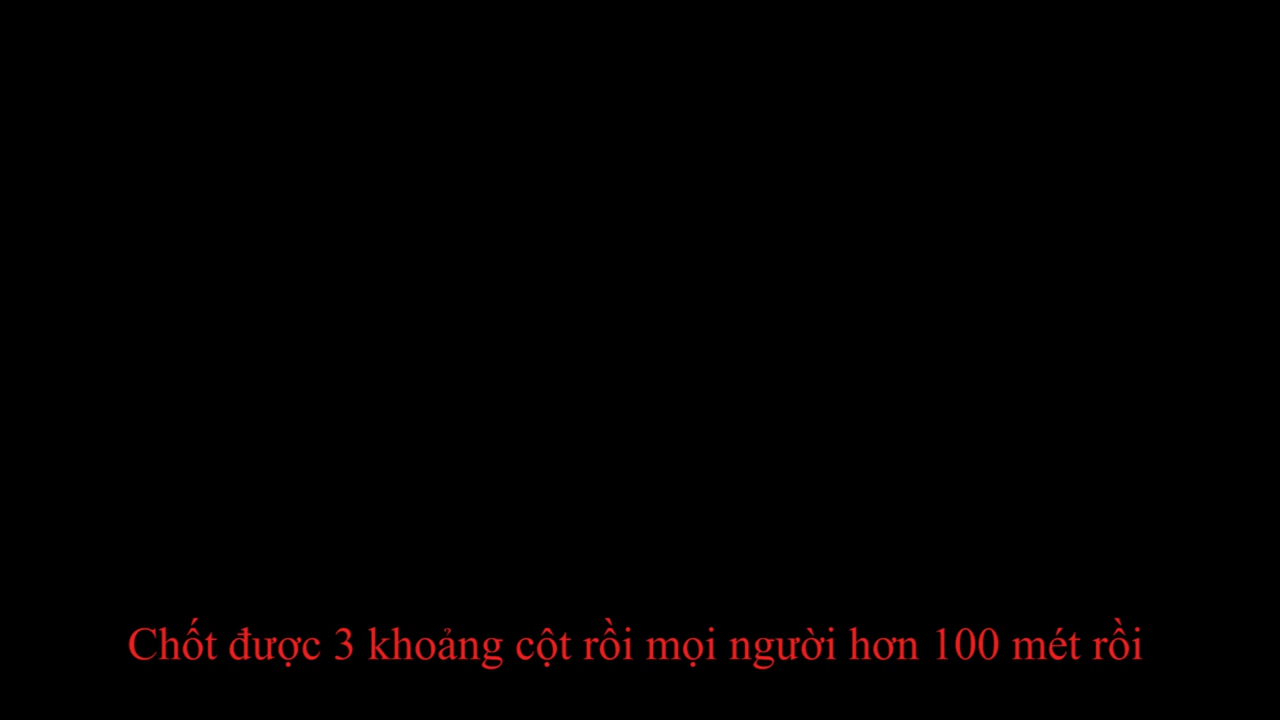 Chốt được 3 khoảng cột rồi mọi người hơn 100 mét rồi